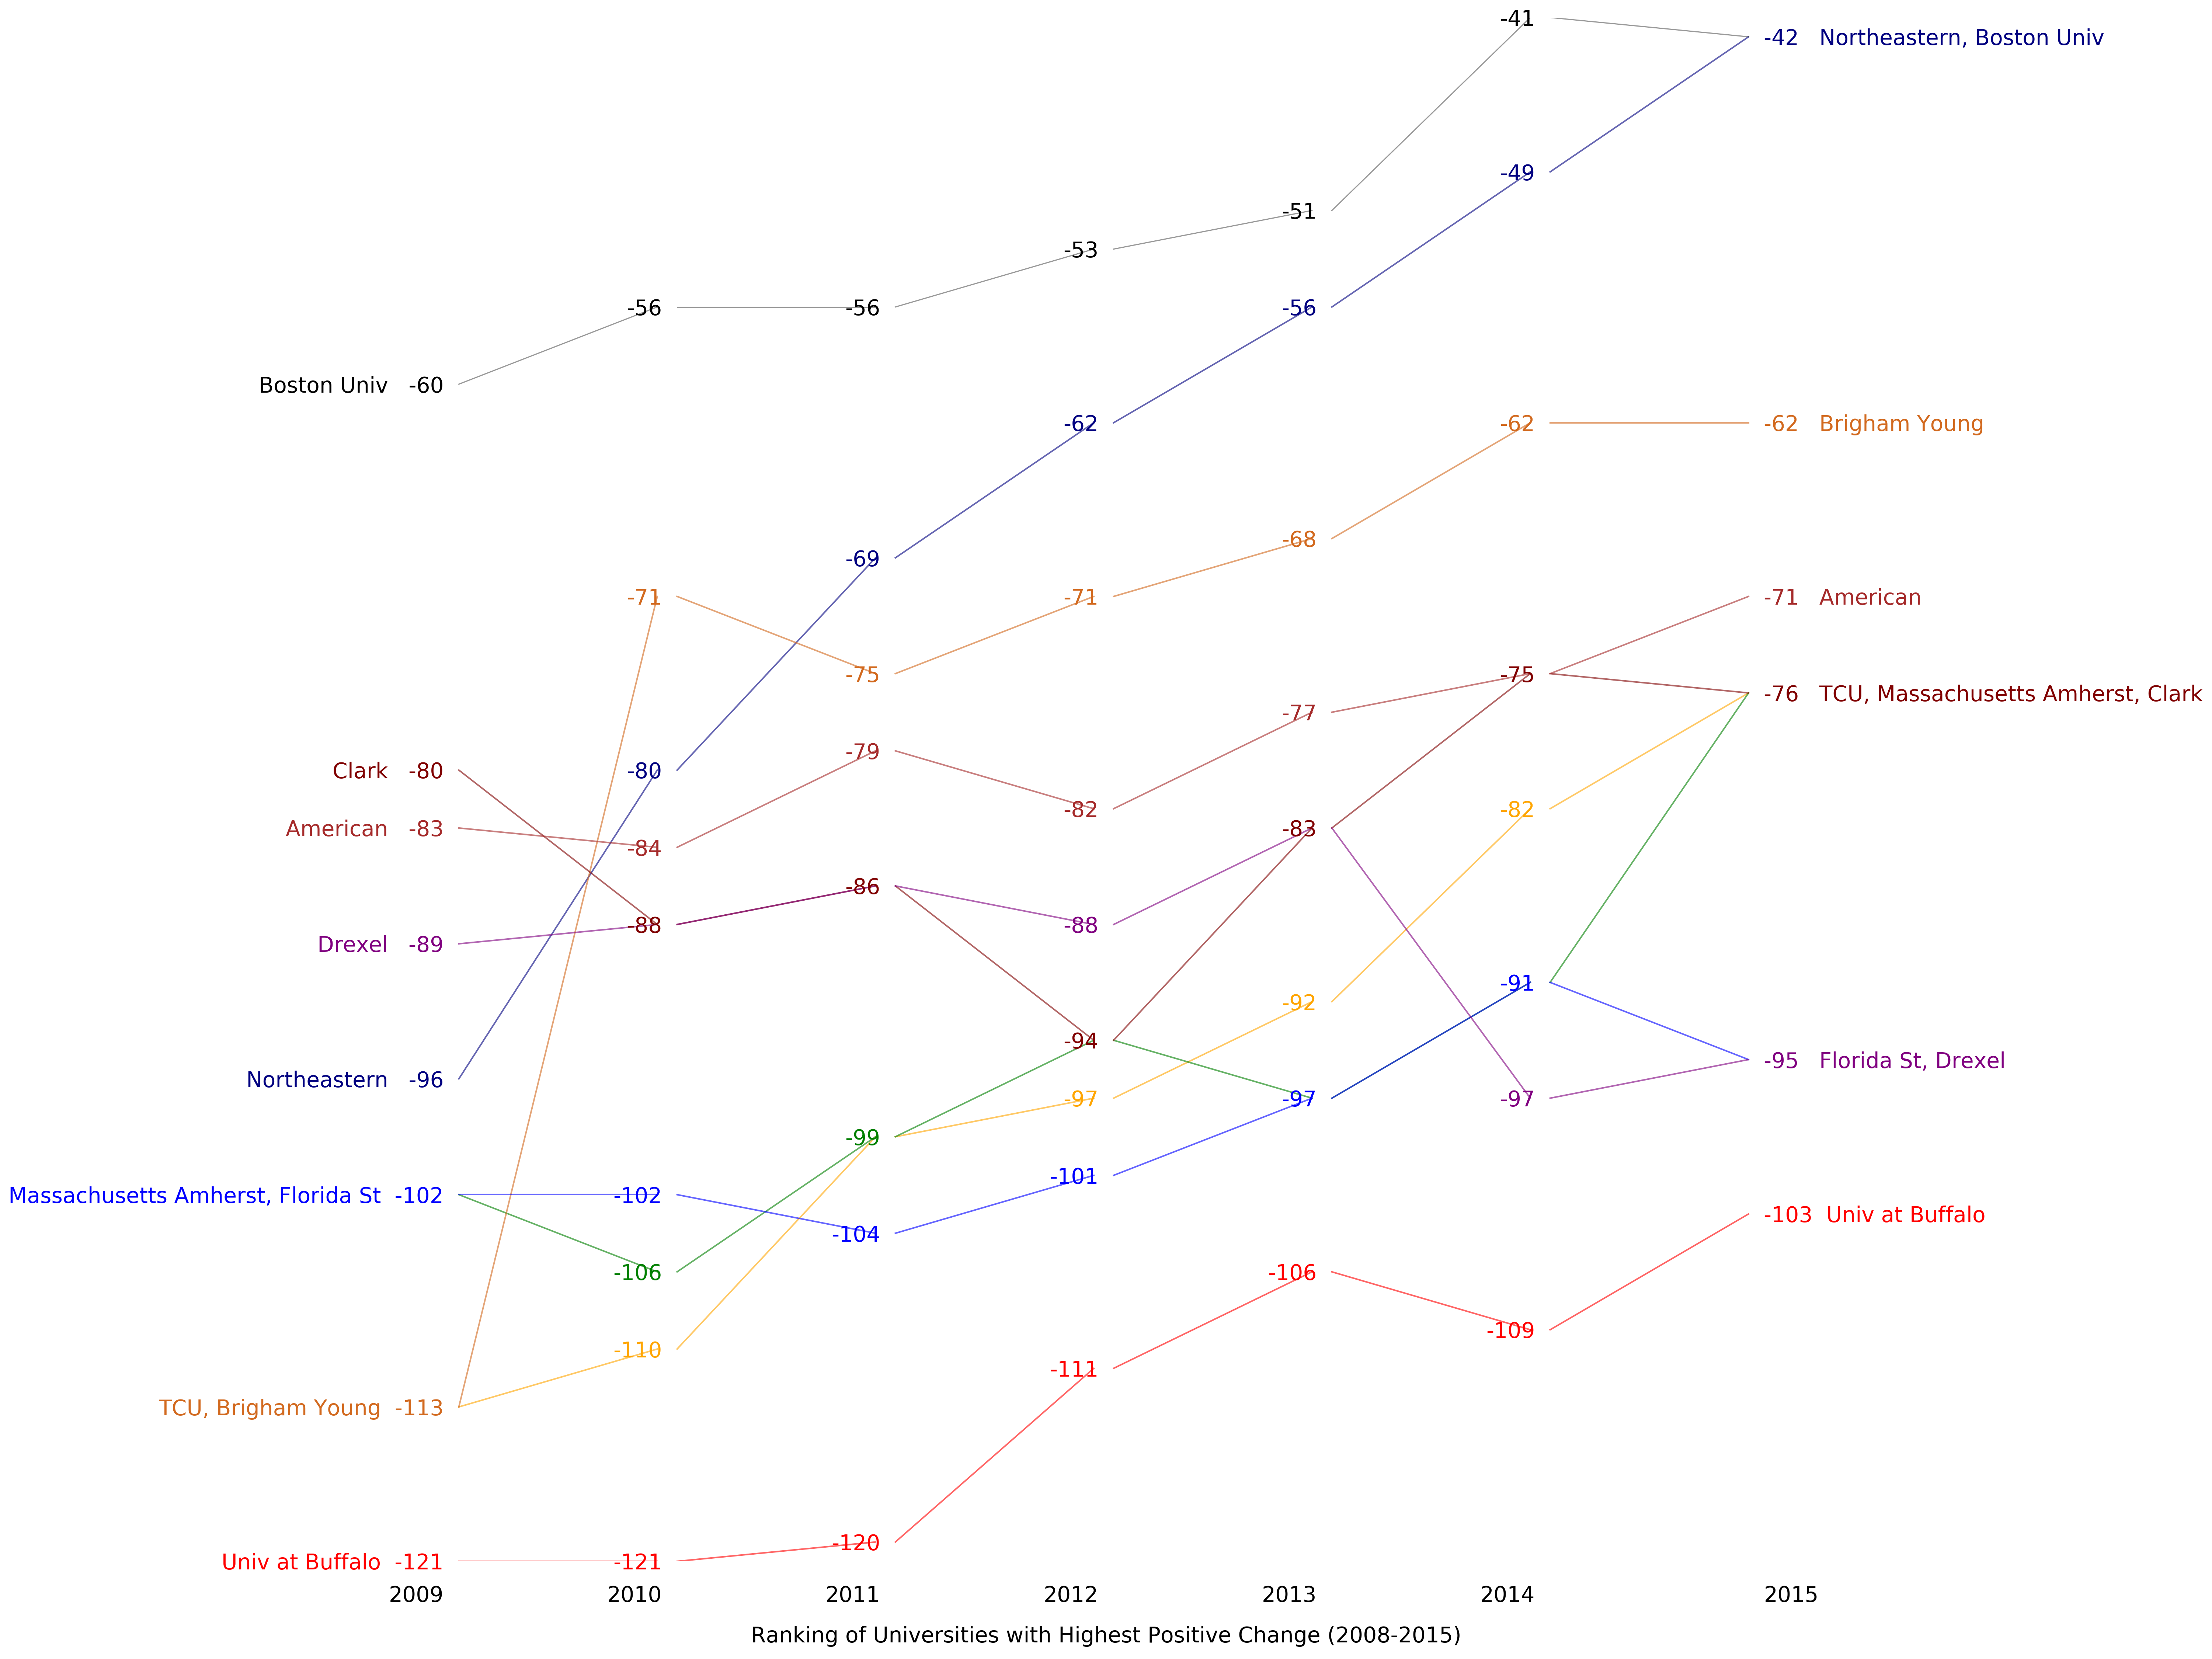 -41
-42 Northeastern, Boston Univ
-49
-51
-53
-56 -56 -56
Boston Univ -60
-62 -62 -62 Brigham Young
-68
-69
-71 -71 -71 American
-75 -75
-76 TCU, Massachusetts Amherst, Clark
-77
-79
Clark -80 -80
-82 -82
American -83 -83
-84
-86
-88 -88
Drexel -89
-91
-92
-94
-95 Florida St, Drexel
Northeastern -96
-97 -97 -97
-99
-101
Massachusetts Amherst, Florida St -102 -102
-103 Univ at Buffalo
-104
-106 -106
-109
-110
-111
TCU, Brigham Young -113
-120
Univ at Buffalo -121 -121
2009 2010 2011 2012 2013 2014 2015
Ranking of Universities with Highest Positive Change (2008-2015)